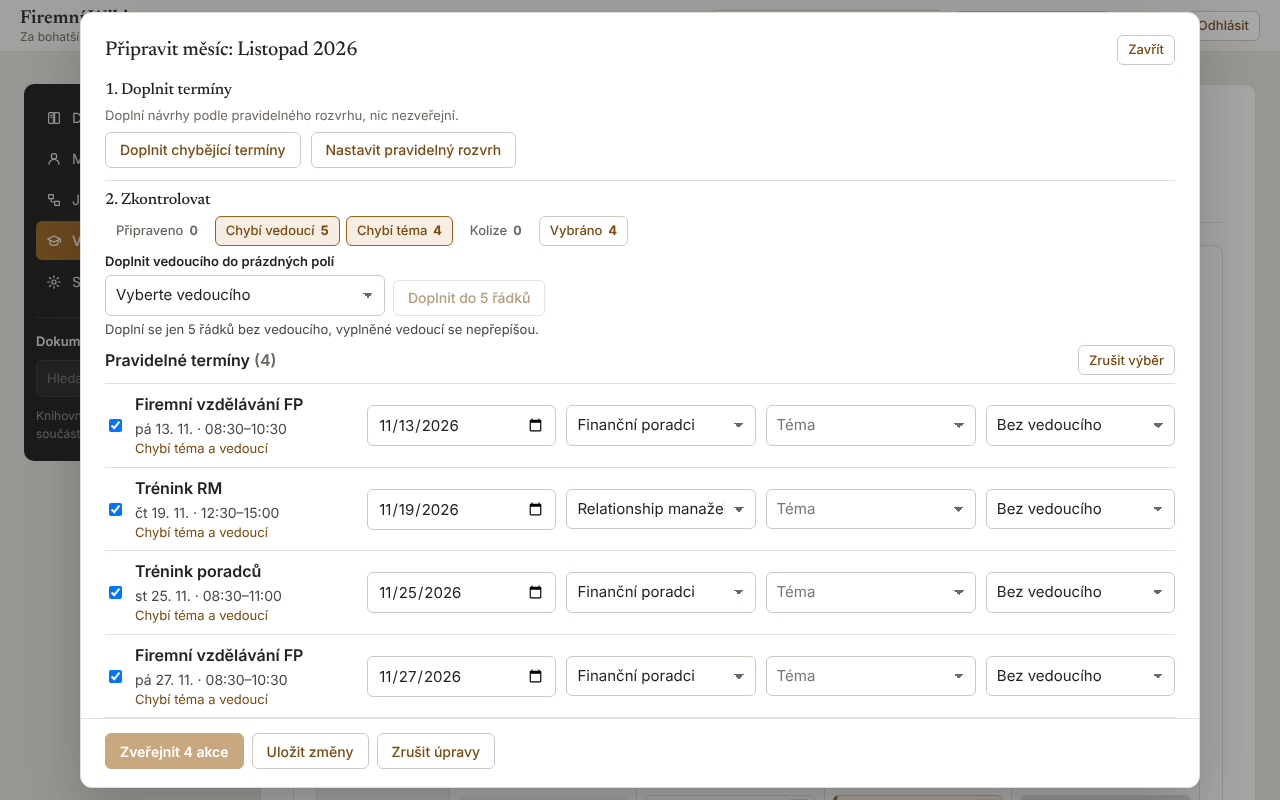 Firemní Wiki
Za bohatší
Odhlásit
Připravit měsíc: Listopad 2026
Zavřít
1. Doplnit termíny
Doplní návrhy podle pravidelného rozvrhu, nic nezveřejní.
Doplnit chybějící termíny
Nastavit pravidelný rozvrh
2. Zkontrolovat
Připraveno 0
Chybí vedoucí 5
Chybí téma 4
Kolize 0
Vybráno 4
Doplnit vedoucího do prázdných polí
Vyberte vedoucího
Doplnit do 5 řádků
Doplní se jen 5 řádků bez vedoucího, vyplněné vedoucí se nepřepíšou.
Pravidelné termíny (4)
Zrušit výběr
Firemní vzdělávání FP
pá 13. 11. · 08:30–10:30
Chybí téma a vedoucí
11/13/2026
Finanční poradci
Téma
Bez vedoucího
Trénink RM
čt 19. 11. · 12:30–15:00
Chybí téma a vedoucí
11/19/2026
Relationship manaže
Téma
Bez vedoucího
Trénink poradců
st 25. 11. · 08:30–11:00
Chybí téma a vedoucí
11/25/2026
Finanční poradci
Téma
Bez vedoucího
Firemní vzdělávání FP
pá 27. 11. · 08:30–10:30
Chybí téma a vedoucí
11/27/2026
Finanční poradci
Téma
Bez vedoucího
Zveřejnit 4 akce
Uložit změny
Zrušit úpravy
Dokum
Hleda
Knihovn
součást